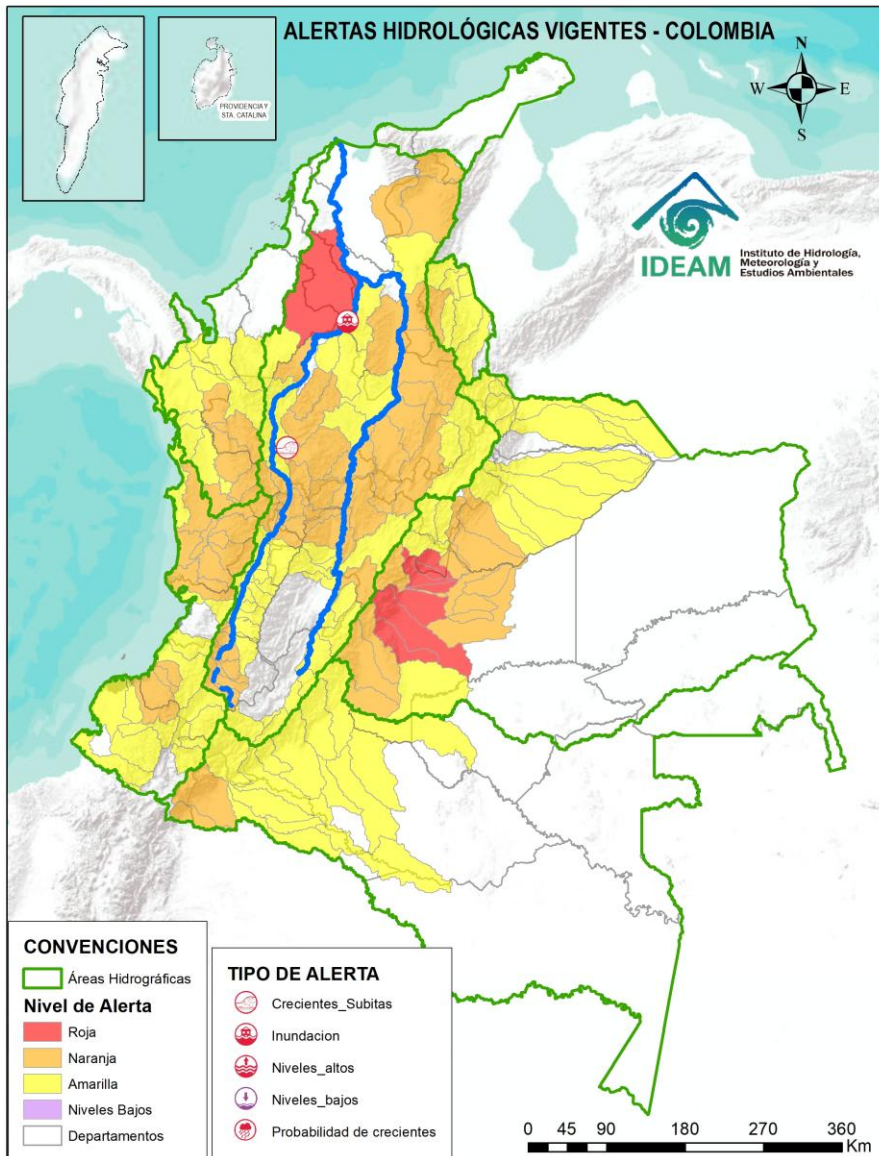 ALERTAS HIDROLÓGICAS VIGENTES - COLOMBIA
PROVIDENCIA Y
STA. CATALINA
N
W
E
S
IDEAM
Instituto de Hidrología,
Meteorología y
Estudios Ambientales
CONVENCIONES
Áreas Hidrográficas
Nivel de Alerta
Roja
Naranja
Amarilla
Niveles Bajos
Departamentos
TIPO DE ALERTA
Crecientes_Subitas
Inundacion
Niveles_altos
Niveles_bajos
Probabilidad de crecientes
0 45 90 180 270 360
Km